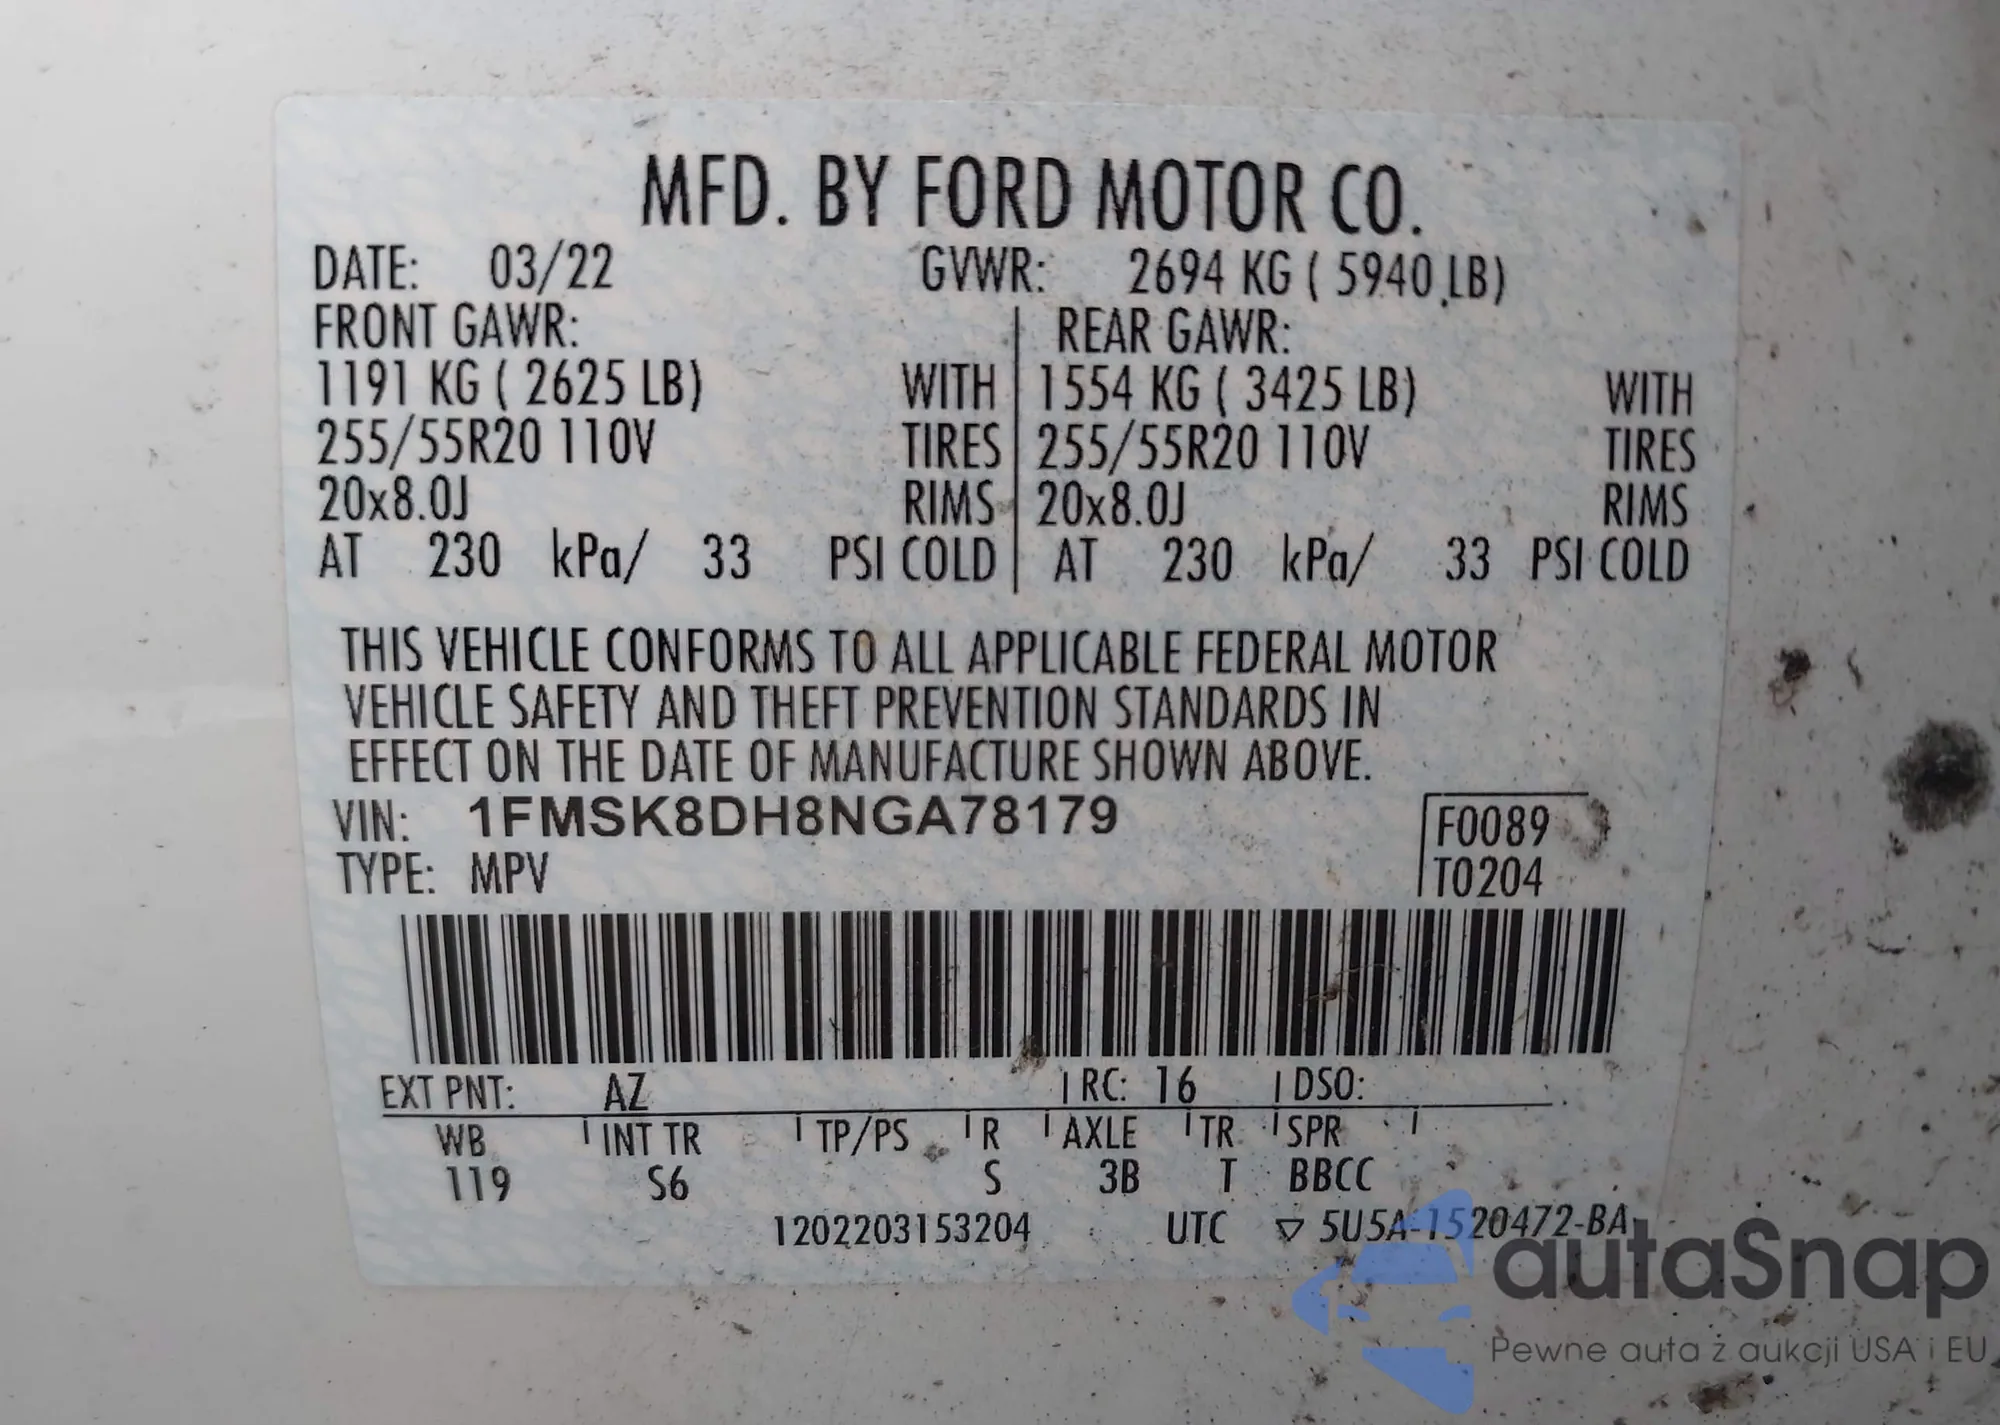 MFD. BY FORD MOTOR CO.
DATE: 03/22 GVWR: 2694 KG ( 5940 LB)
FRONT GAWR: REAR GAWR:
1191 KG ( 2625 LB) WITH 1554 KG ( 3425 LB) WITH
255/55R20 110V TIRES 255/55R20 110V TIRES
20x8.0J RIMS 20x8.0J RIMS
AT 230 kPa/ 33 PSI COLD AT 230 kPa/ 33 PSI COLD
THIS VEHICLE CONFORMS TO ALL APPLICABLE FEDERAL MOTOR
VEHICLE SAFETY AND THEFT PREVENTION STANDARDS IN
EFFECT ON THE DATE OF MANUFACTURE SHOWN ABOVE.
VIN: 1FMSK8DH8NGA78179 F0089
TYPE: MPV T0204
EXT PNT: AZ RC: 16 DSO:
WB INT TR TP/PS R AXLE TR SPR
119 S6 S 3B T BBCC
1202203153204 UTC ▽ 5U5A-1520472-BA
autaSnap
Pewne auta z aukcji USA i EU